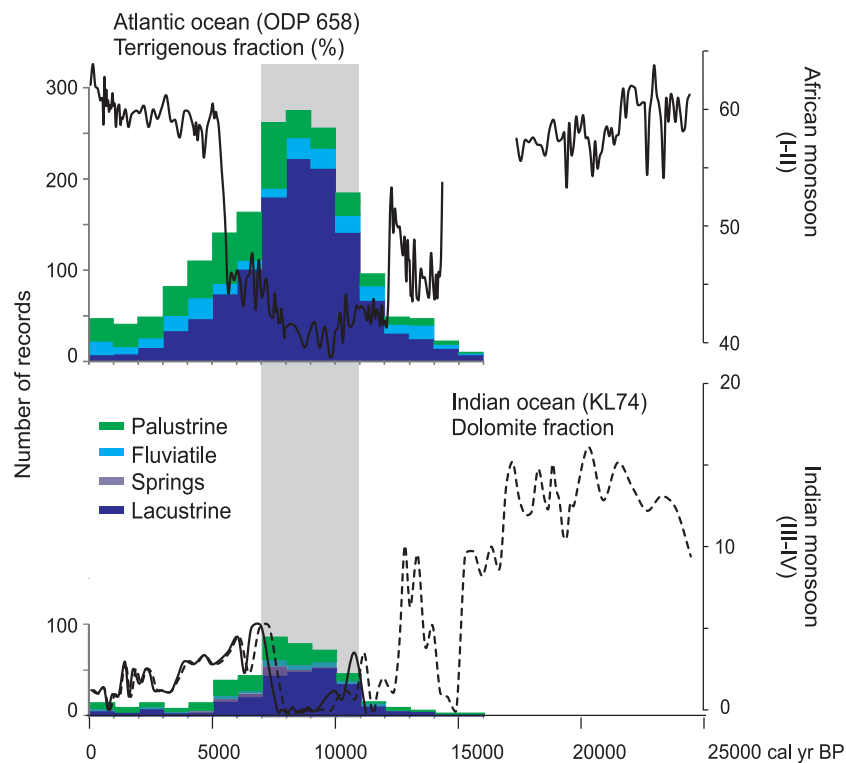 Atlantic ocean (ODP 658)
Terrigenous fraction (%)
300
200
100
0
60
50
40
African monsoon
(I-II)
Number of records
Palustrine
Fluviatile
Springs
Lacustrine
Indian ocean (KL74)
Dolomite fraction
20
10
0
Indian monsoon
(III-IV)
100
0
0 5000 10000 15000 20000 25000 cal yr BP